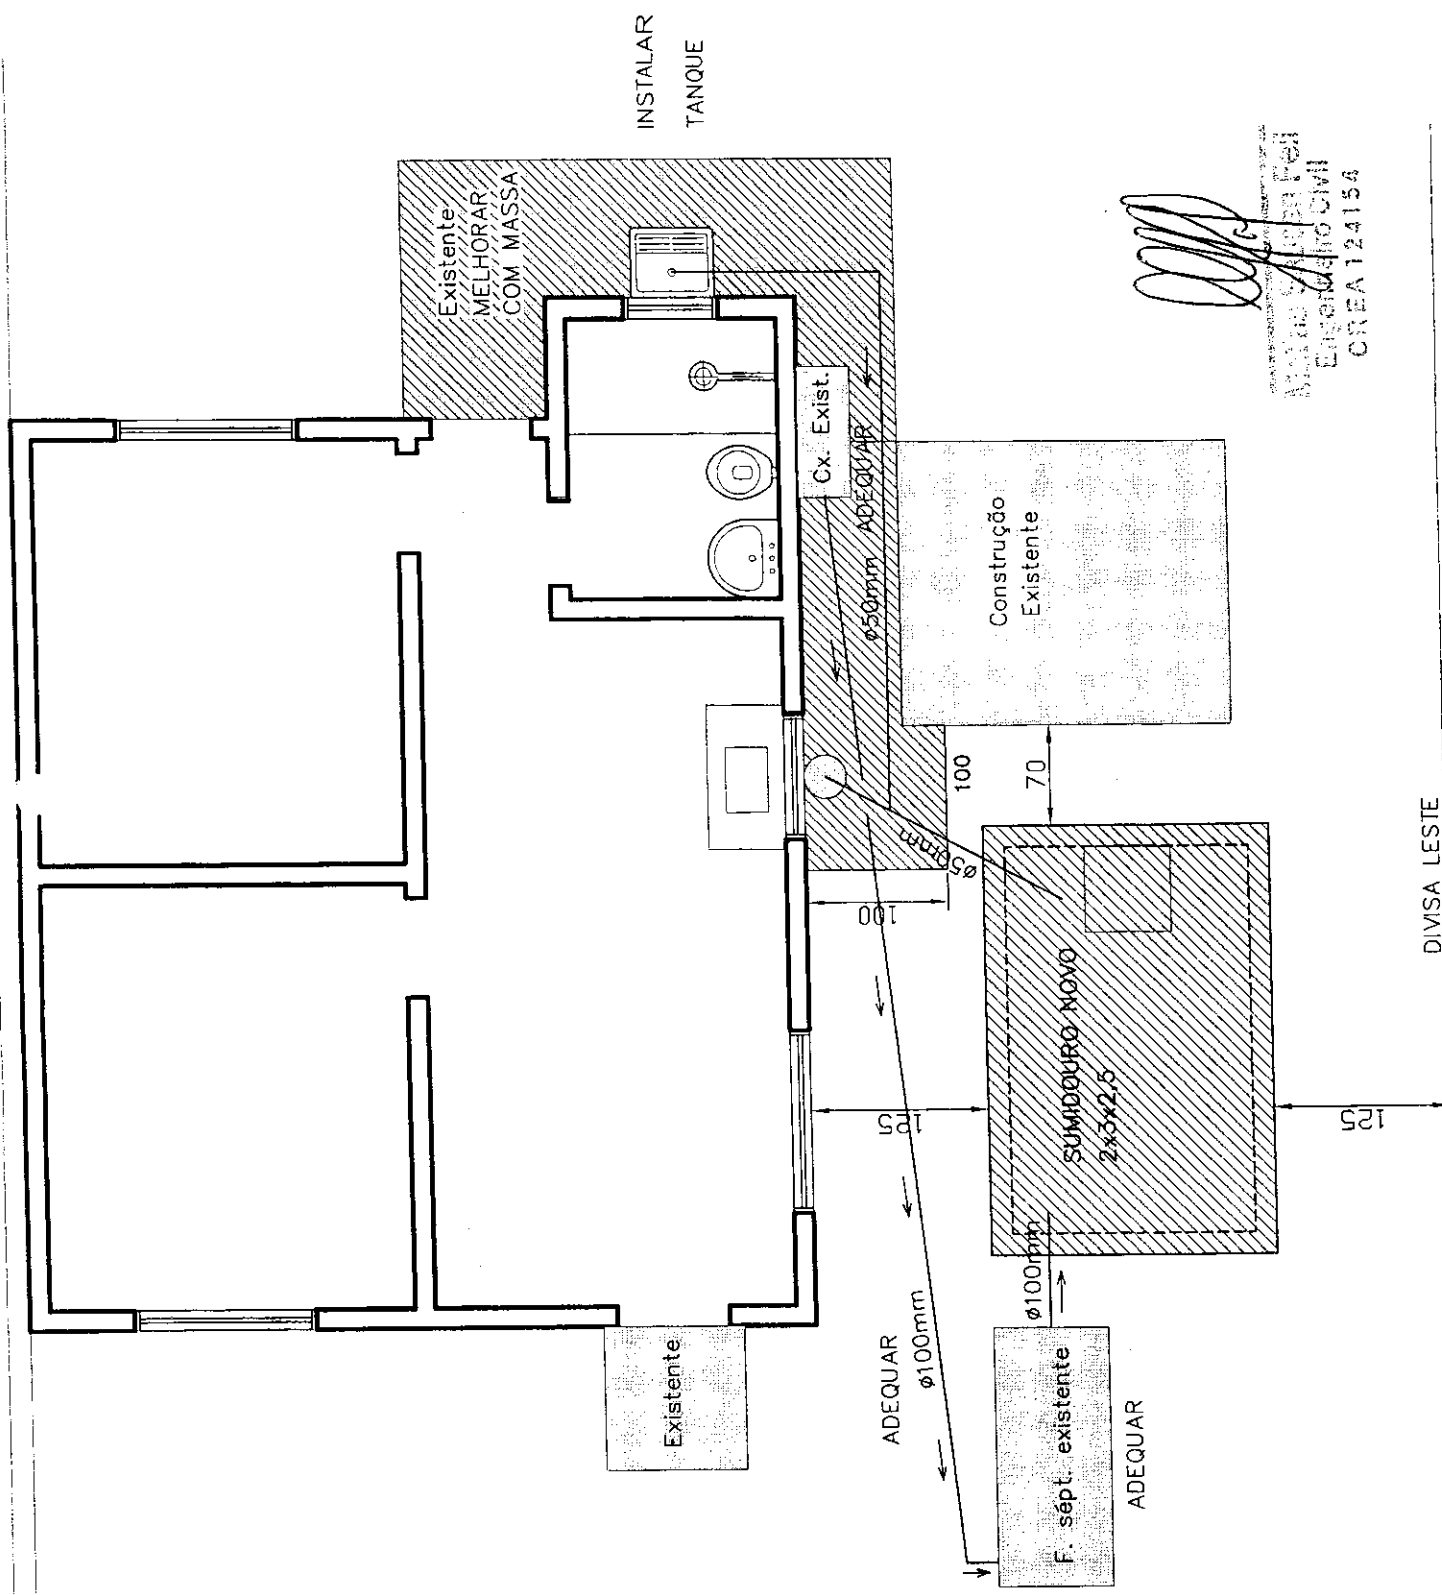 INSTALAR
TANQUE
Existente
MELHORAR
COM MASSA
Cx. Exist.
ADEQUAR
ø50mm
Construção
Existente
100
70
ø50mm
100
SUMIDOURO NOVO
2x3x2,5
125
125
DIVISA LESTE
ø100mm
Existente
ADEQUAR
ø100mm
F. sépt. existente
ADEQUAR
Engenheiro Civil
CREA 124154